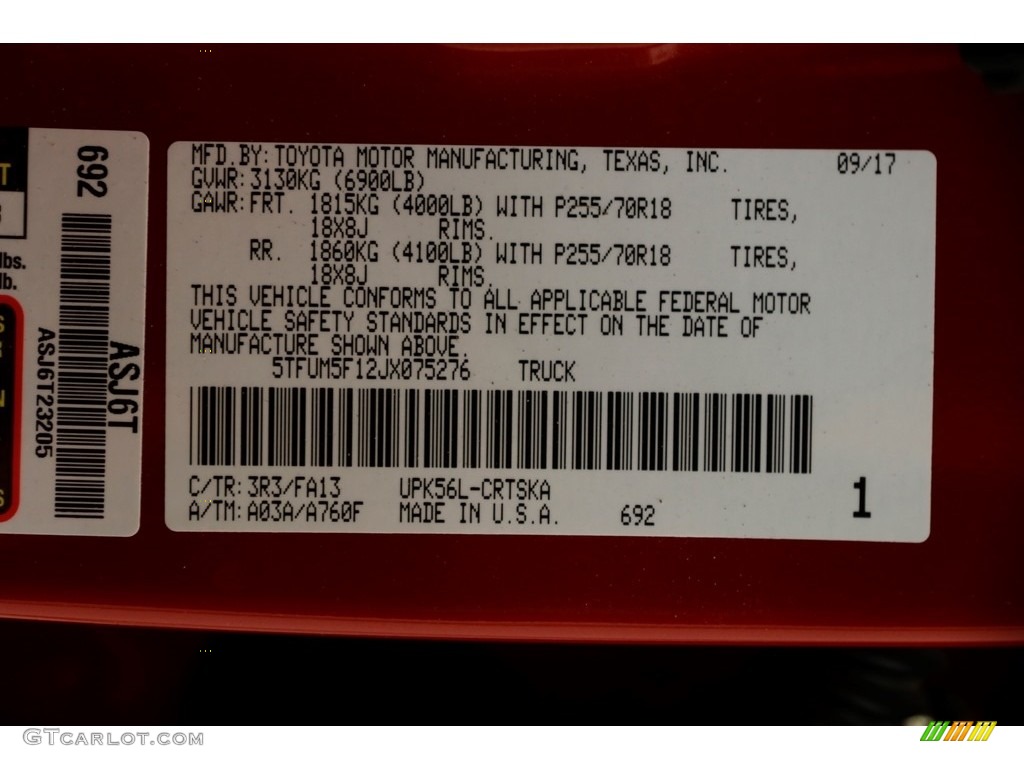 MFD.BY: TOYOTA MOTOR MANUFACTURING, TEXAS, INC. 09/17
GVWR: 3130KG (6900LB)
GAWR: FRT. 1815KG (4000LB) WITH P255/70R18 TIRES,
18X8J RIMS.
RR. 1860KG (4100LB) WITH P255/70R18 TIRES,
18X8J RIMS.
THIS VEHICLE CONFORMS TO ALL APPLICABLE FEDERAL MOTOR
VEHICLE SAFETY STANDARDS IN EFFECT ON THE DATE OF
MANUFACTURE SHOWN ABOVE.
5TFUM5F12JX075276 TRUCK
C/TR: 3R3/FA13 UPK56L-CRTSKA
A/TM: A03A/A760F MADE IN U.S.A. 692
1
692
ASJ6T
ASJ6T23205
lbs.
lb.
GTCARLOT.COM